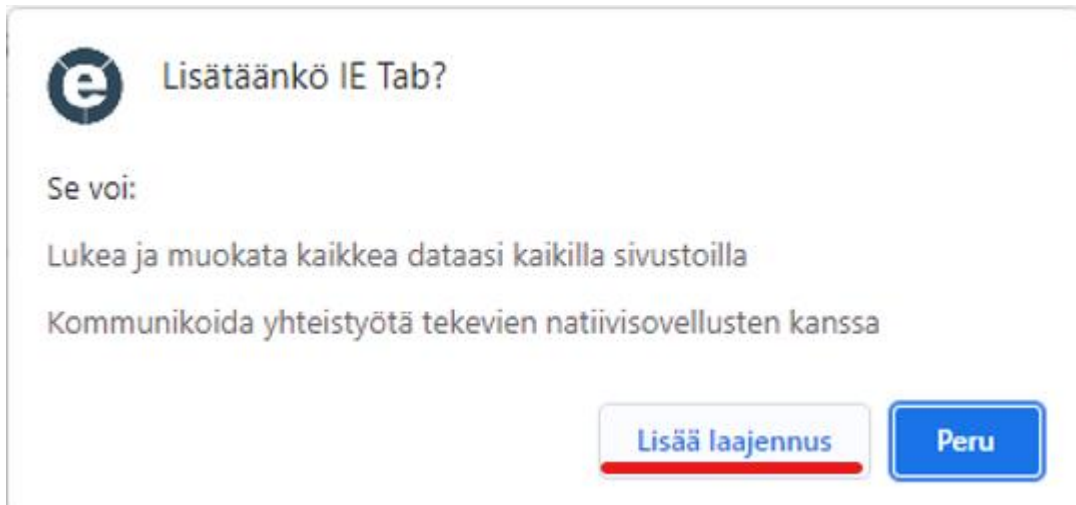 Lisätäänkö IE Tab?
Se voi:
Lukea ja muokata kaikkea dataasi kaikilla sivustoilla
Kommunikoida yhteistyötä tekevien natiivisovellusten kanssa
Lisää laajennus
Peru